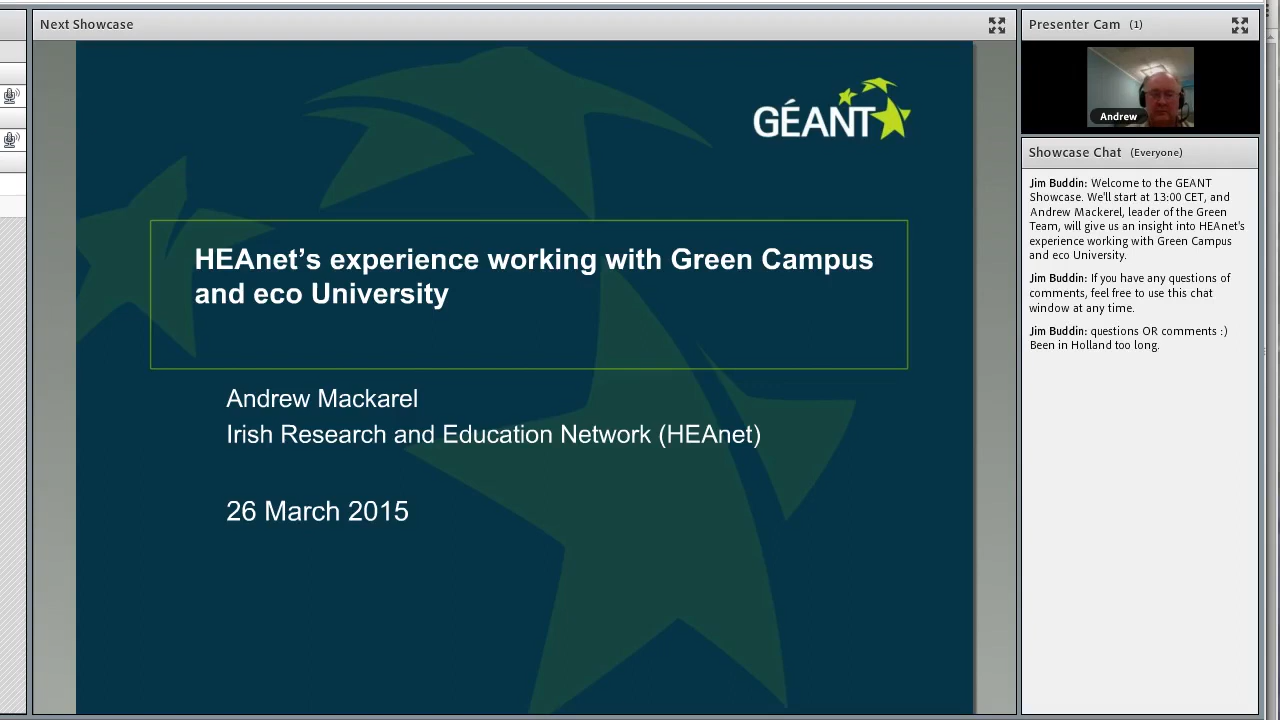 Next Showcase
GÉANT
HEAnet’s experience working with Green Campus
and eco University
Andrew Mackarel
Irish Research and Education Network (HEAnet)
26 March 2015
Presenter Cam (1)
Andrew
Showcase Chat (Everyone)
Jim Buddin: Welcome to the GEANT
Showcase. We'll start at 13:00 CET, and
Andrew Mackerel, leader of the Green
Team, will give us an insight into HEAnet's
experience working with Green Campus
and eco University.
Jim Buddin: If you have any questions of
comments, feel free to use this chat
window at any time.
Jim Buddin: questions OR comments :)
Been in Holland too long.